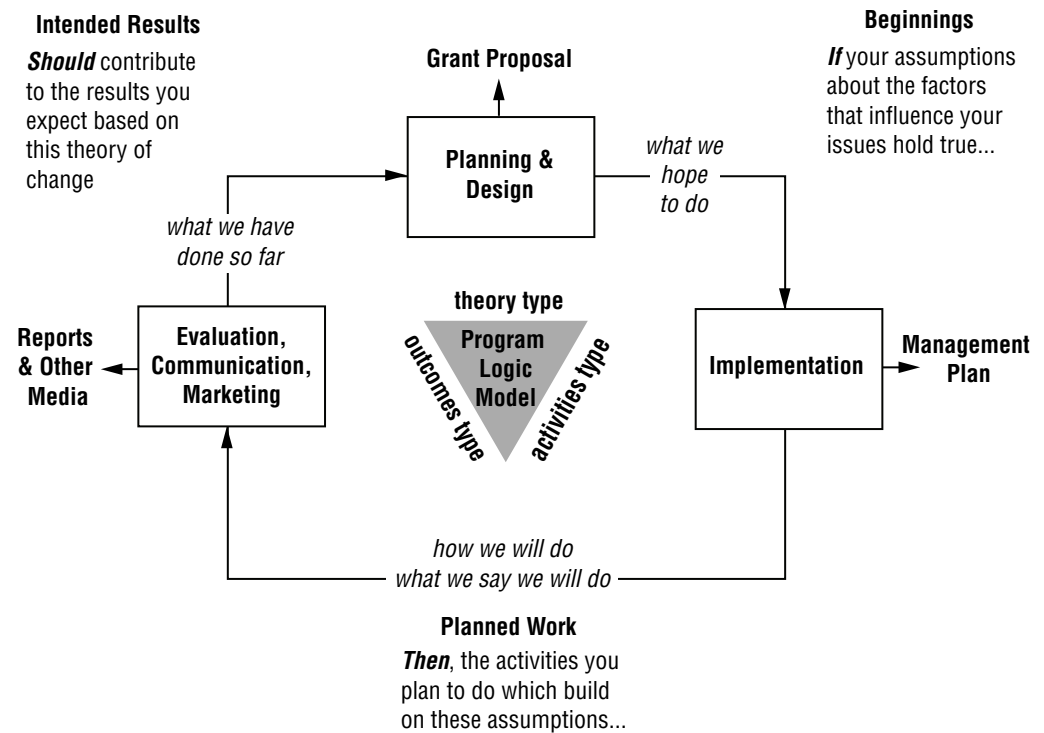 Intended Results
Should contribute
to the results you
expect based on
this theory of
change
Grant Proposal
Beginnings
If your assumptions
about the factors
that influence your
issues hold true...
Planning &
Design
what we
hope
to do
what we have
done so far
Reports
& Other
Media
Evaluation,
Communication,
Marketing
theory type
outcomes type
Program
Logic
Model
activities type
Implementation
Management
Plan
how we will do
what we say we will do
Planned Work
Then, the activities you
plan to do which build
on these assumptions...